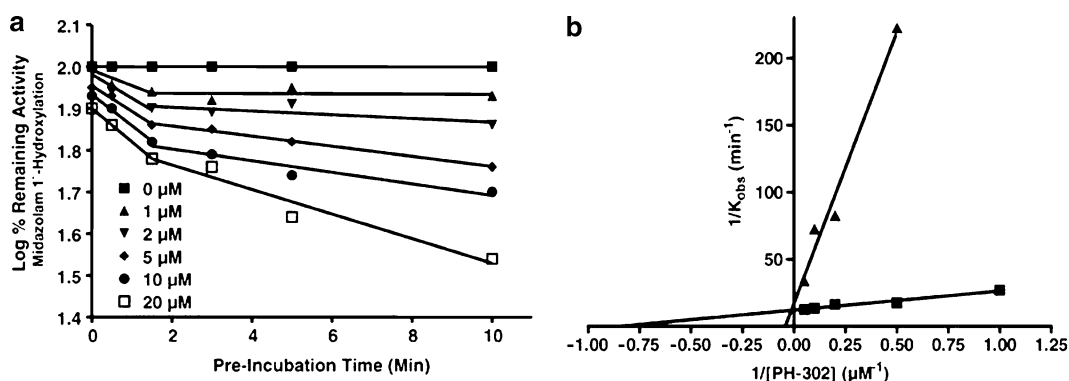 a
Log % Remaining Activity
Midazolam 1'-Hydroxylation
2.1
2.0
1.9
1.8
1.7
1.6
1.5
1.4
0 µM
1 µM
2 µM
5 µM
10 µM
20 µM
0 2 4 6 8 10
Pre-Incubation Time (Min)
b
1/Kobs (min-1)
200
150
100
50
-1.00 -0.75 -0.50 -0.25 0.00 0.25 0.50 0.75 1.00 1.25
1/[PH-302] (µM-1)